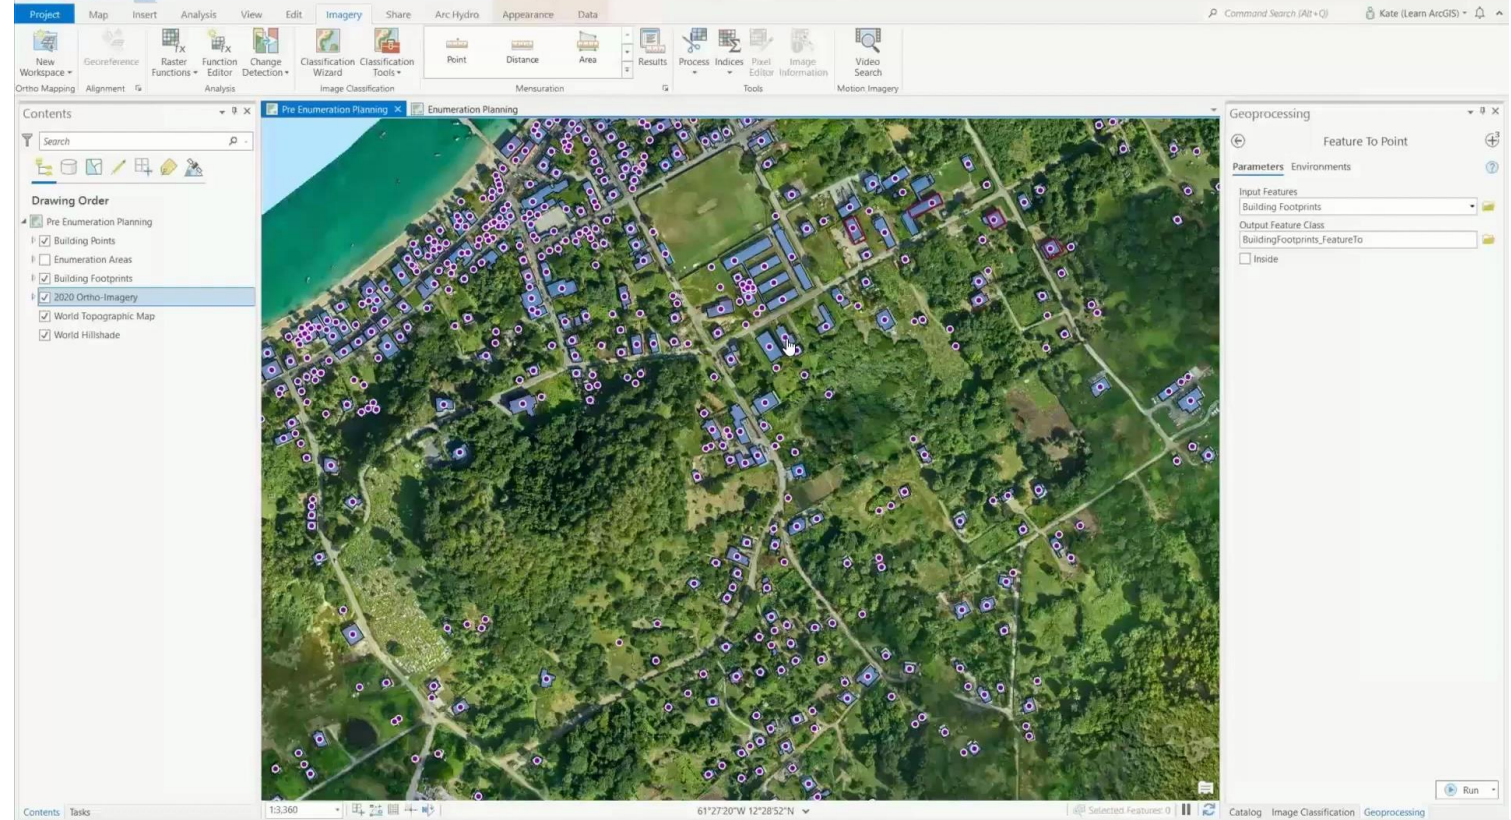 Project Map Insert Analysis View Edit Imagery Share Arc Hydro Appearance Data Command Search (Alt+Q) Kate (Learn ArcGIS)
New Workspace
Georeference
Raster Functions
Function Editor
Change Detection
Classification Wizard
Classification Tools
Point
Distance
Area
Results
Process
Indices
Pixel Editor
Image Information
Video Search
Ortho Mapping Alignment Analysis Image Classification Mensuration Tools Motion Imagery
Contents
Search
Drawing Order
Pre Enumeration Planning
Building Points
Enumeration Areas
Building Footprints
2020 Ortho-Imagery
World Topographic Map
World Hillshade
Contents Tasks
Pre Enumeration Planning Enumeration Planning
1:3,360 61°27'20"W 12°28'52"N Selected Features: 0
Geoprocessing
Feature To Point
3
Parameters Environments
Input Features
Building Footprints
Output Feature Class
BuildingFootprints_FeatureTo
Inside
Run
Catalog Image Classification Geoprocessing